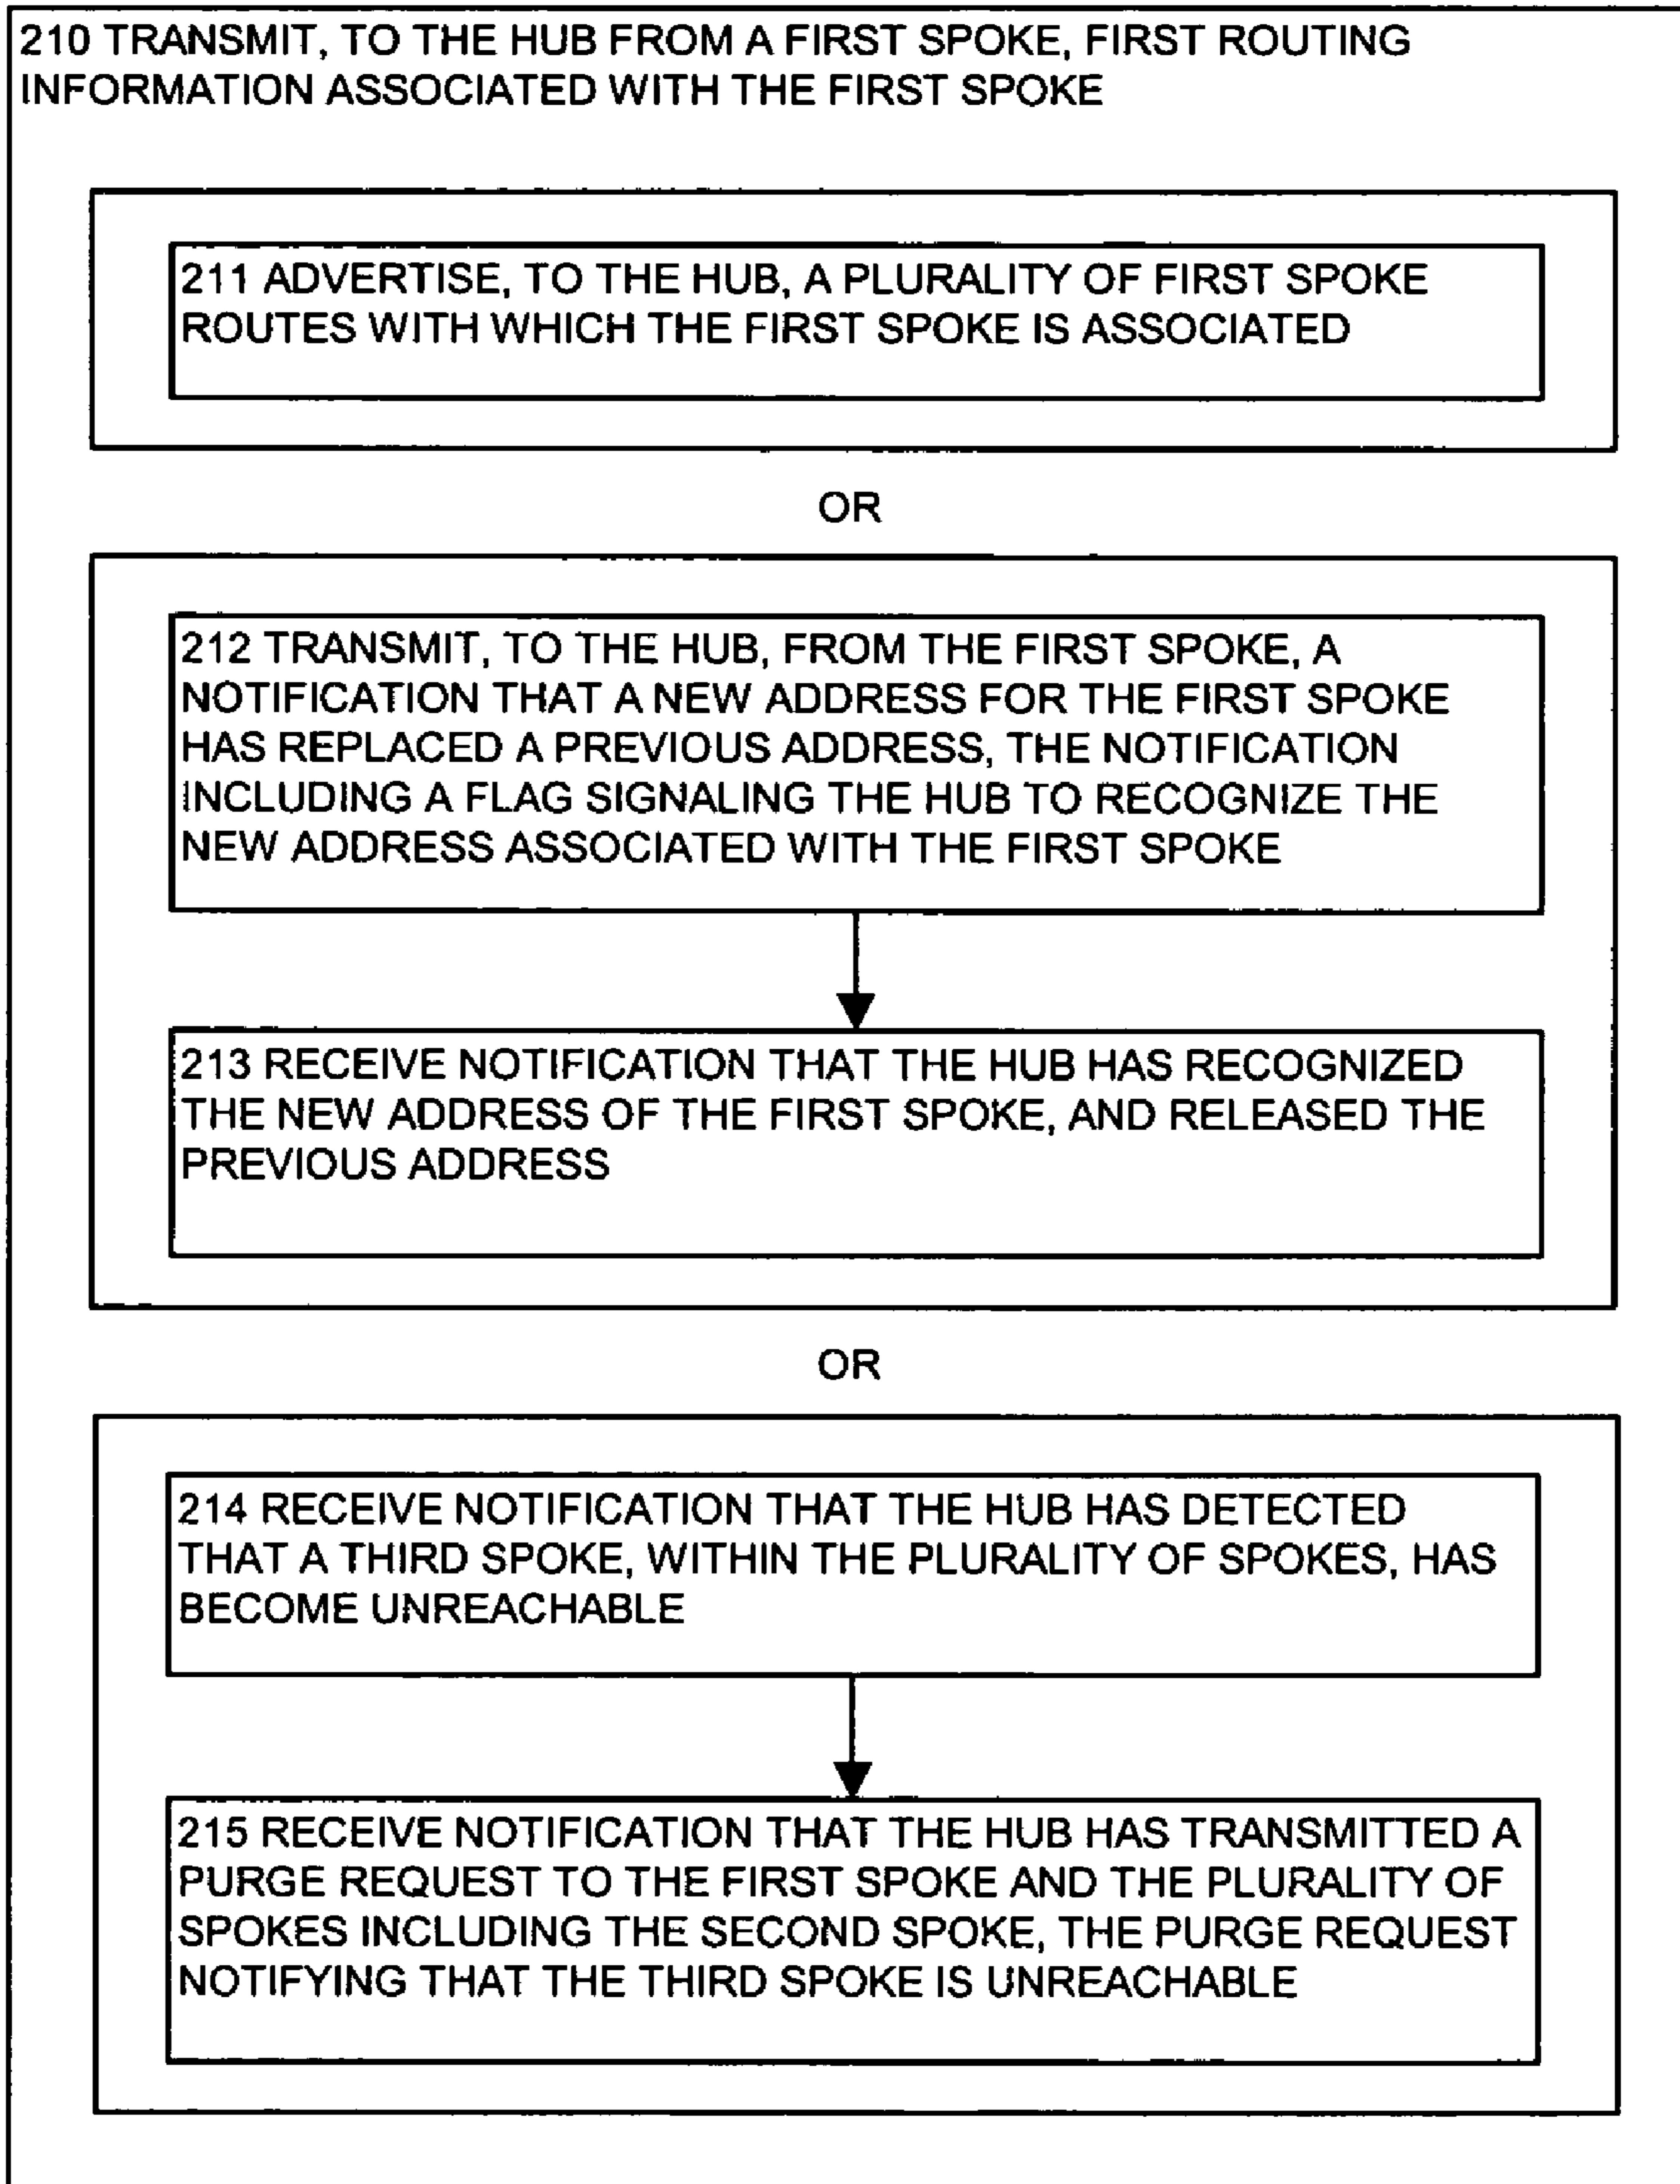 210 TRANSMIT, TO THE HUB FROM A FIRST SPOKE, FIRST ROUTING
INFORMATION ASSOCIATED WITH THE FIRST SPOKE
211 ADVERTISE, TO THE HUB, A PLURALITY OF FIRST SPOKE
ROUTES WITH WHICH THE FIRST SPOKE IS ASSOCIATED
OR
212 TRANSMIT, TO THE HUB, FROM THE FIRST SPOKE, A
NOTIFICATION THAT A NEW ADDRESS FOR THE FIRST SPOKE
HAS REPLACED A PREVIOUS ADDRESS, THE NOTIFICATION
INCLUDING A FLAG SIGNALING THE HUB TO RECOGNIZE THE
NEW ADDRESS ASSOCIATED WITH THE FIRST SPOKE
213 RECEIVE NOTIFICATION THAT THE HUB HAS RECOGNIZED
THE NEW ADDRESS OF THE FIRST SPOKE, AND RELEASED THE
PREVIOUS ADDRESS
OR
214 RECEIVE NOTIFICATION THAT THE HUB HAS DETECTED
THAT A THIRD SPOKE, WITHIN THE PLURALITY OF SPOKES, HAS
BECOME UNREACHABLE
215 RECEIVE NOTIFICATION THAT THE HUB HAS TRANSMITTED A
PURGE REQUEST TO THE FIRST SPOKE AND THE PLURALITY OF
SPOKES INCLUDING THE SECOND SPOKE, THE PURGE REQUEST
NOTIFYING THAT THE THIRD SPOKE IS UNREACHABLE